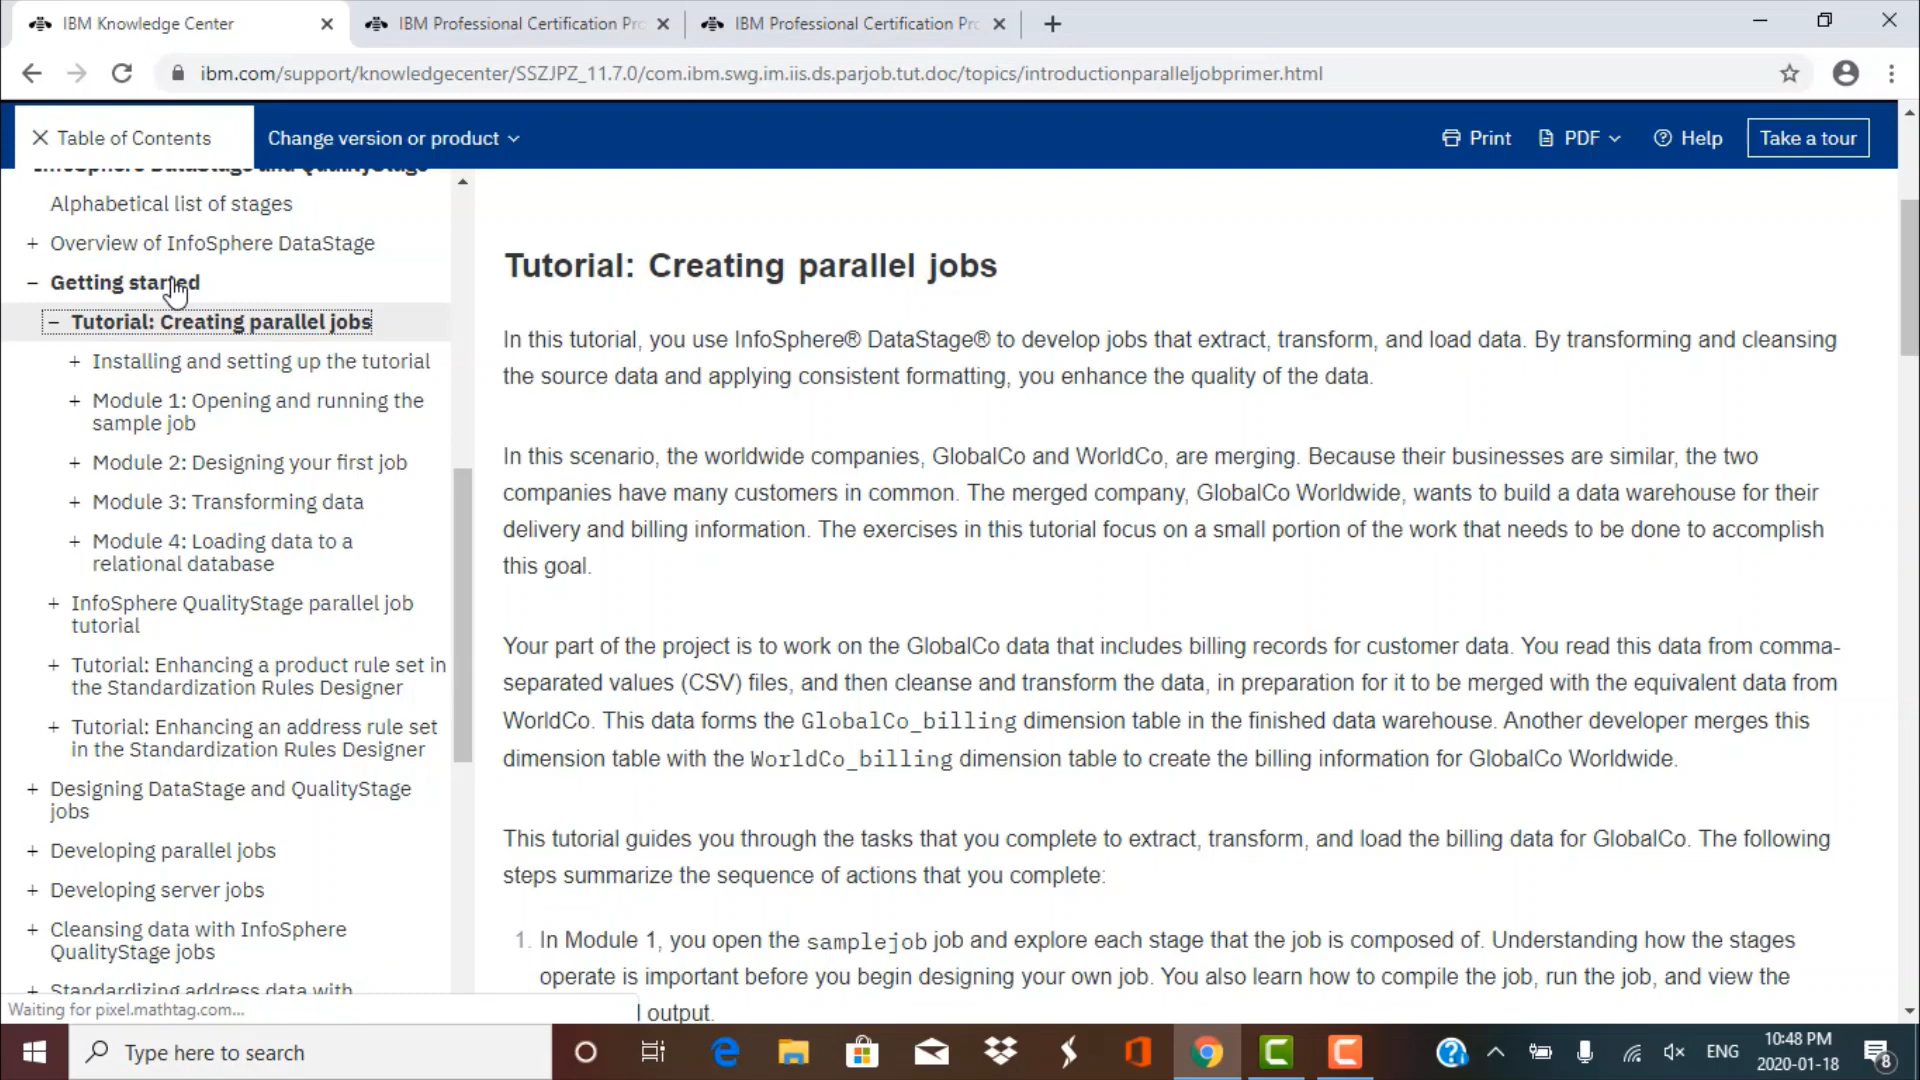 IBM Knowledge Center
IBM Professional Certification Pro
IBM Professional Certification Pro
ibm.com/support/knowledgecenter/SSZJPZ_11.7.0/com.ibm.swg.im.iis.ds.parjob.tut.doc/topics/introductionparalleljobprimer.html
Table of Contents
Change version or product
Print
PDF
Help
Take a tour
InfoSphere DataStage and QualityStage
Alphabetical list of stages
+ Overview of InfoSphere DataStage
– Getting started
– Tutorial: Creating parallel jobs
+ Installing and setting up the tutorial
+ Module 1: Opening and running the
sample job
+ Module 2: Designing your first job
+ Module 3: Transforming data
+ Module 4: Loading data to a
relational database
+ InfoSphere QualityStage parallel job
tutorial
+ Tutorial: Enhancing a product rule set in
the Standardization Rules Designer
+ Tutorial: Enhancing an address rule set
in the Standardization Rules Designer
+ Designing DataStage and QualityStage
jobs
+ Developing parallel jobs
+ Developing server jobs
+ Cleansing data with InfoSphere
QualityStage jobs
+ Standardizing address data with
Waiting for pixel.mathtag.com...
Tutorial: Creating parallel jobs
In this tutorial, you use InfoSphere® DataStage® to develop jobs that extract, transform, and load data. By transforming and cleansing
the source data and applying consistent formatting, you enhance the quality of the data.
In this scenario, the worldwide companies, GlobalCo and WorldCo, are merging. Because their businesses are similar, the two
companies have many customers in common. The merged company, GlobalCo Worldwide, wants to build a data warehouse for their
delivery and billing information. The exercises in this tutorial focus on a small portion of the work that needs to be done to accomplish
this goal.
Your part of the project is to work on the GlobalCo data that includes billing records for customer data. You read this data from comma-
separated values (CSV) files, and then cleanse and transform the data, in preparation for it to be merged with the equivalent data from
WorldCo. This data forms the GlobalCo_billing dimension table in the finished data warehouse. Another developer merges this
dimension table with the WorldCo_billing dimension table to create the billing information for GlobalCo Worldwide.
This tutorial guides you through the tasks that you complete to extract, transform, and load the billing data for GlobalCo. The following
steps summarize the sequence of actions that you complete:
1. In Module 1, you open the samplejob job and explore each stage that the job is composed of. Understanding how the stages
operate is important before you begin designing your own job. You also learn how to compile the job, run the job, and view the
output.
Type here to search
ENG
10:48 PM
2020-01-18
8